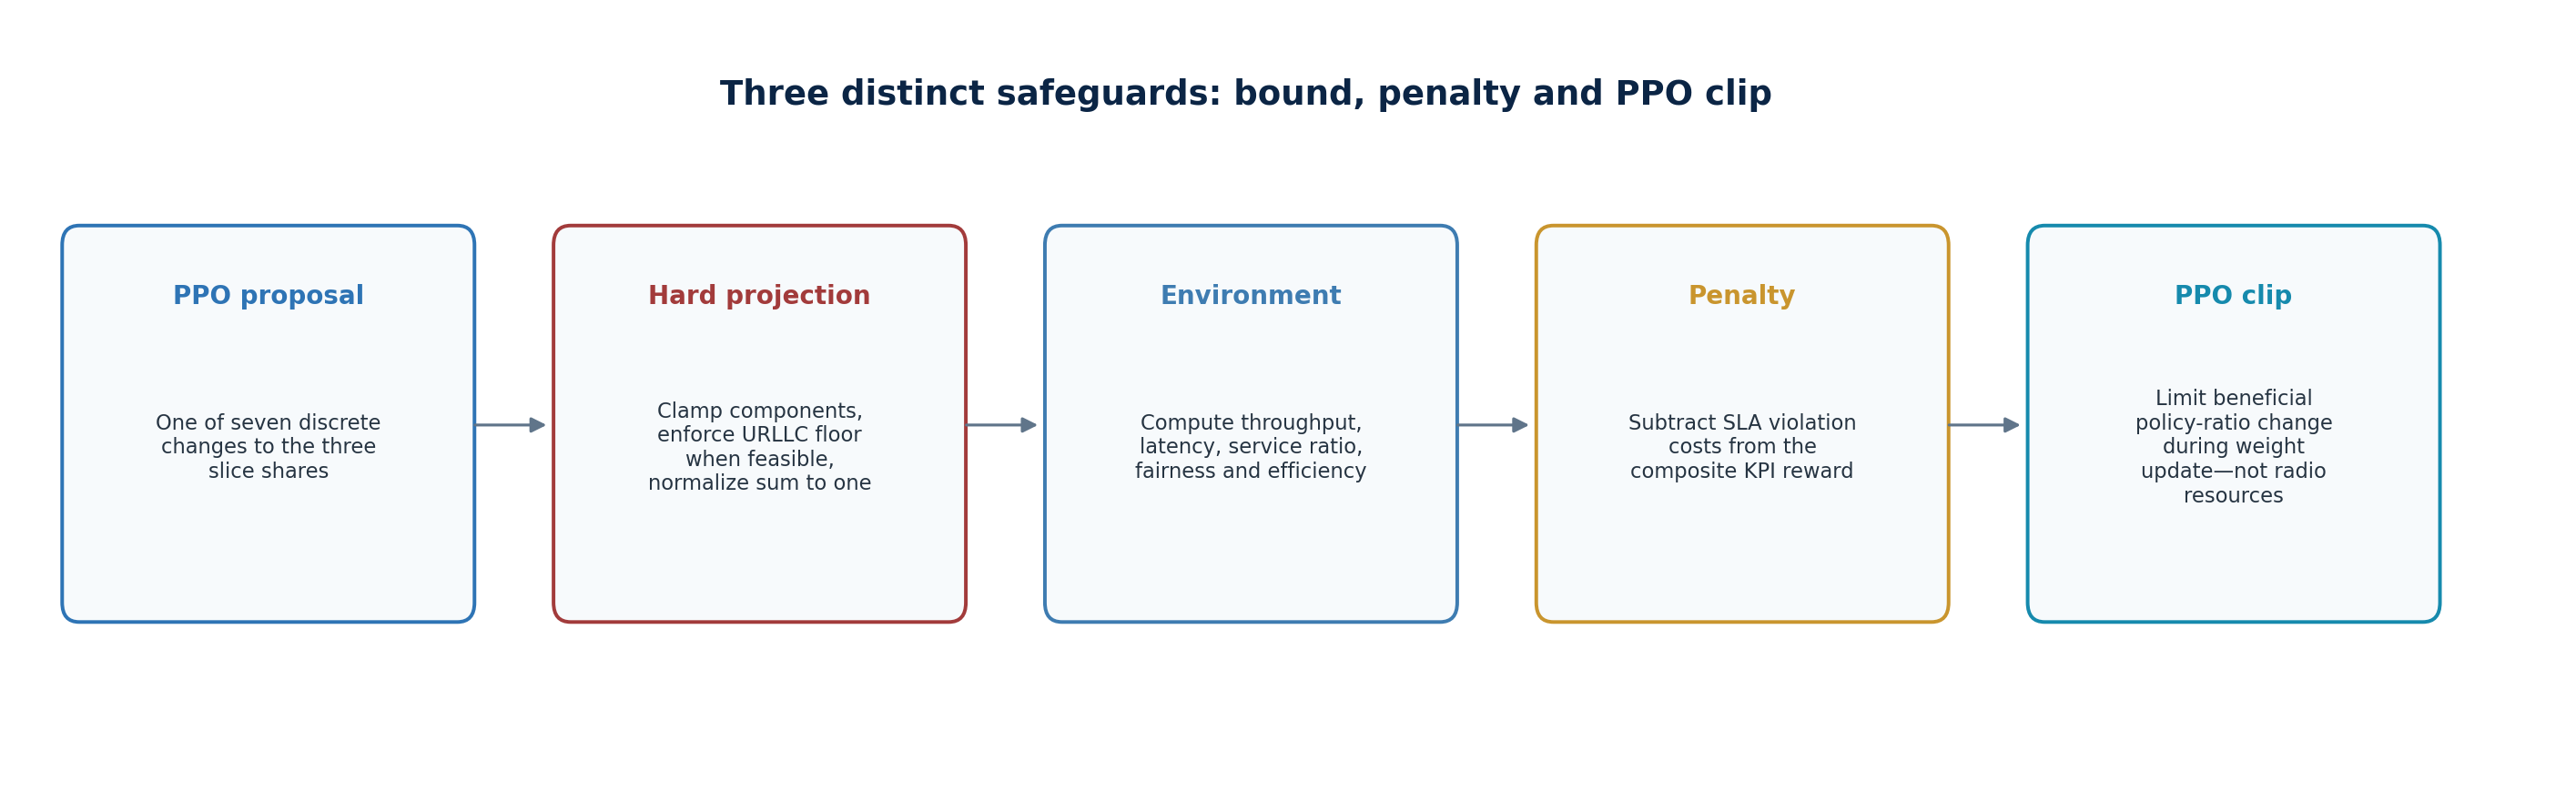 Three distinct safeguards: bound, penalty and PPO clip
PPO proposal
One of seven discrete
changes to the three
slice shares
Hard projection
Clamp components,
enforce URLLC floor
when feasible,
normalize sum to one
Environment
Compute throughput,
latency, service ratio,
fairness and efficiency
Penalty
Subtract SLA violation
costs from the
composite KPI reward
PPO clip
Limit beneficial
policy-ratio change
during weight
update—not radio
resources